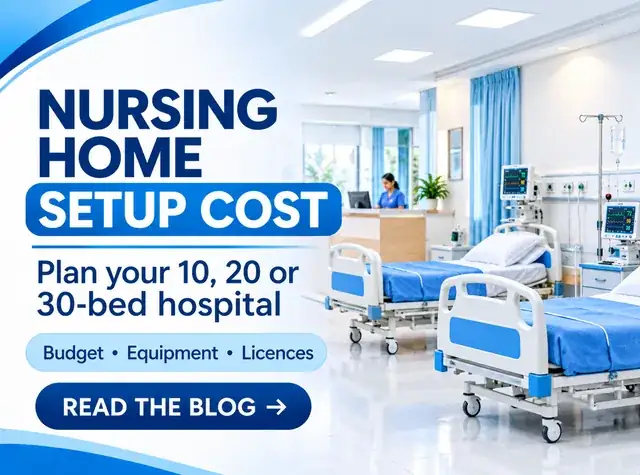 NURSING
HOME
SETUP COST
Plan your 10, 20 or
30-bed hospital
Budget • Equipment • Licences
READ THE BLOG →